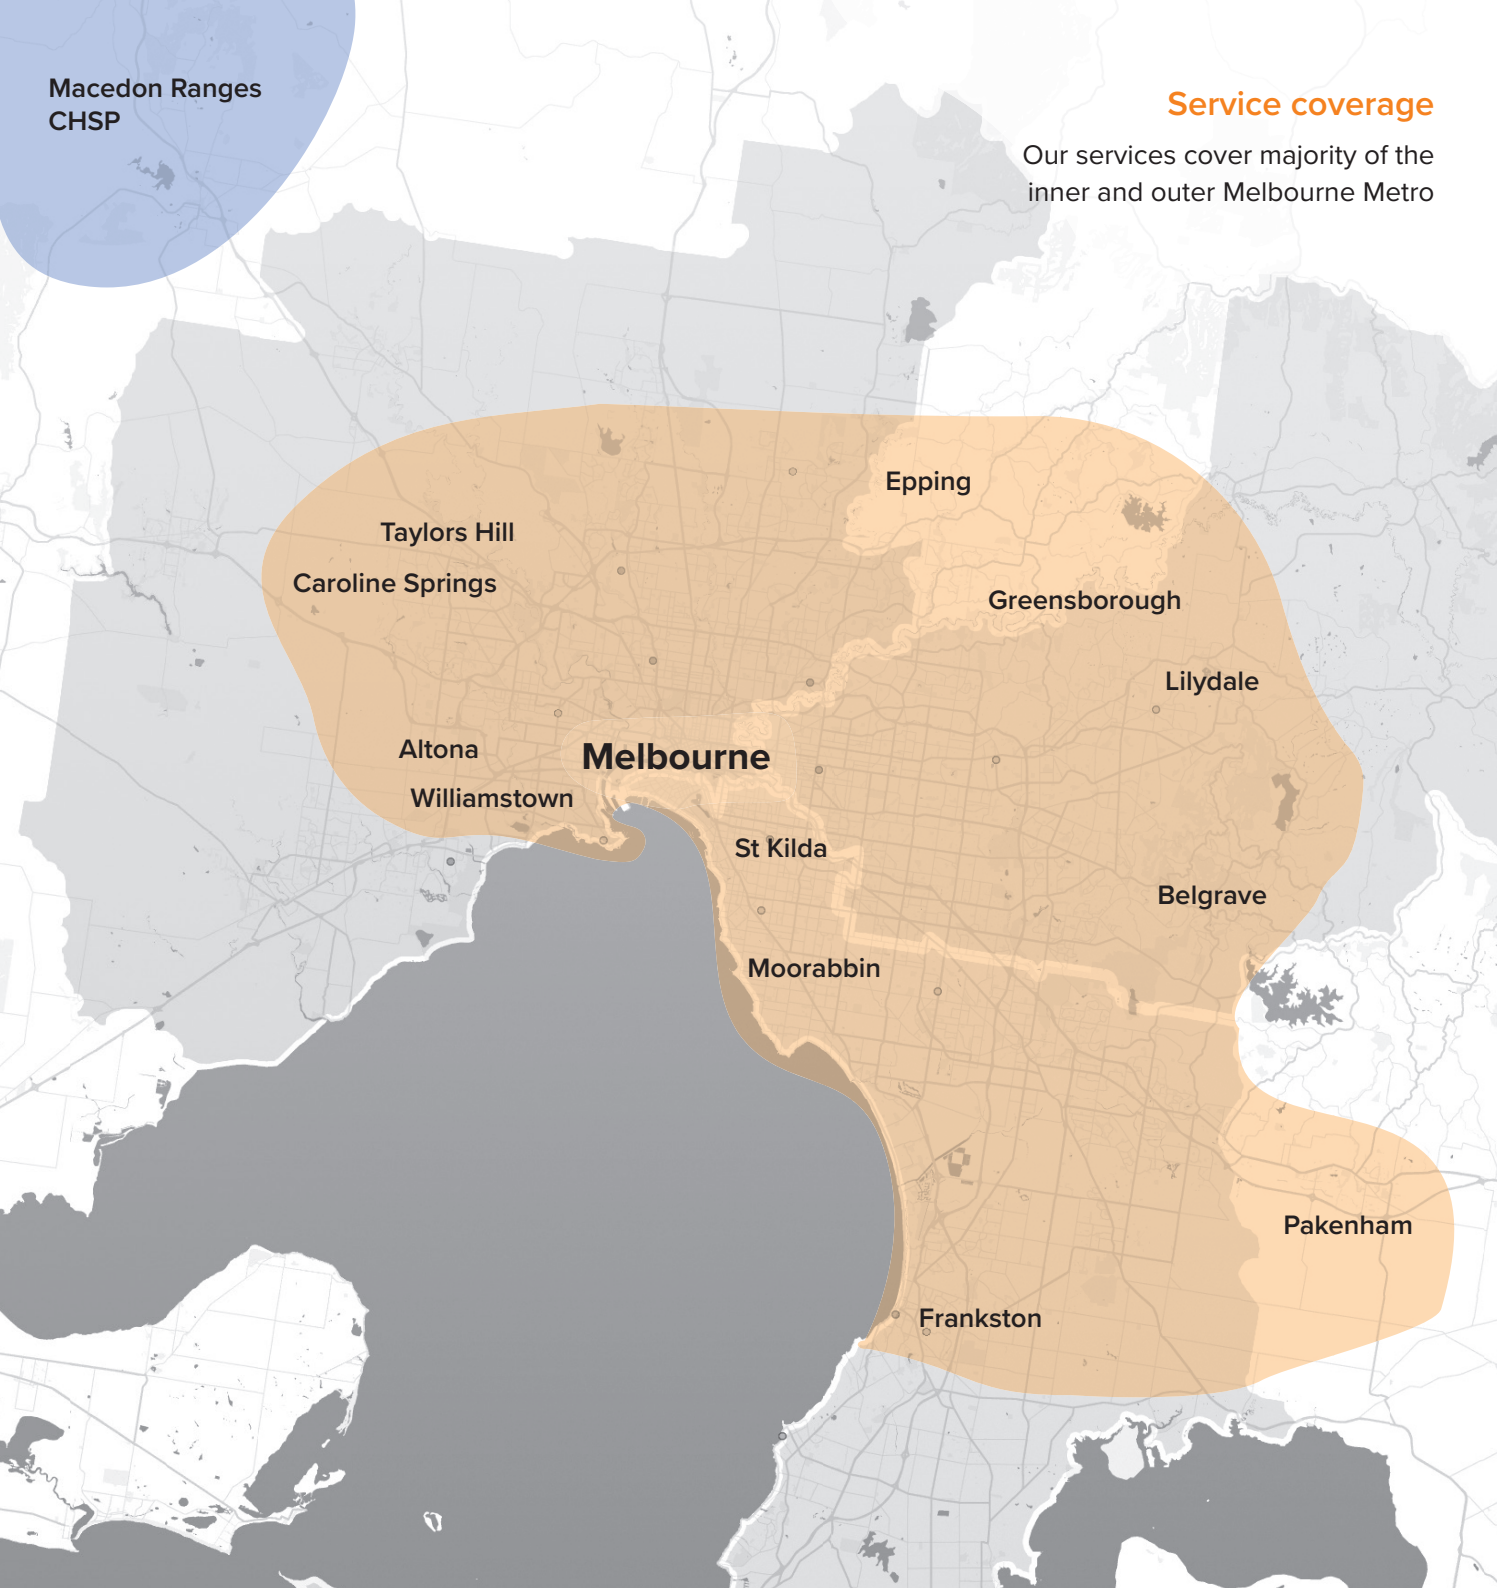 Macedon Ranges
CHSP
Service coverage
Our services cover majority of the
inner and outer Melbourne Metro
Epping
Taylors Hill
Caroline Springs
Greensborough
Lilydale
Altona
Melbourne
Williamstown
St Kilda
Belgrave
Moorabbin
Pakenham
Frankston